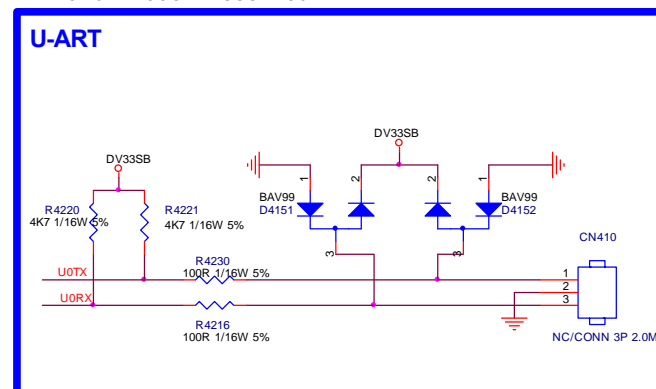 U-ART
DV33SB
DV33SB
1
2
2
1
R4220
4K7 1/16W 5%
R4221
4K7 1/16W 5%
BAV99
D4151
BAV99
D4152
3
3
CN410
U0TX
R4230
100R 1/16W 5%
1
2
3
U0RX
R4216
100R 1/16W 5%
NC/CONN 3P 2.0M